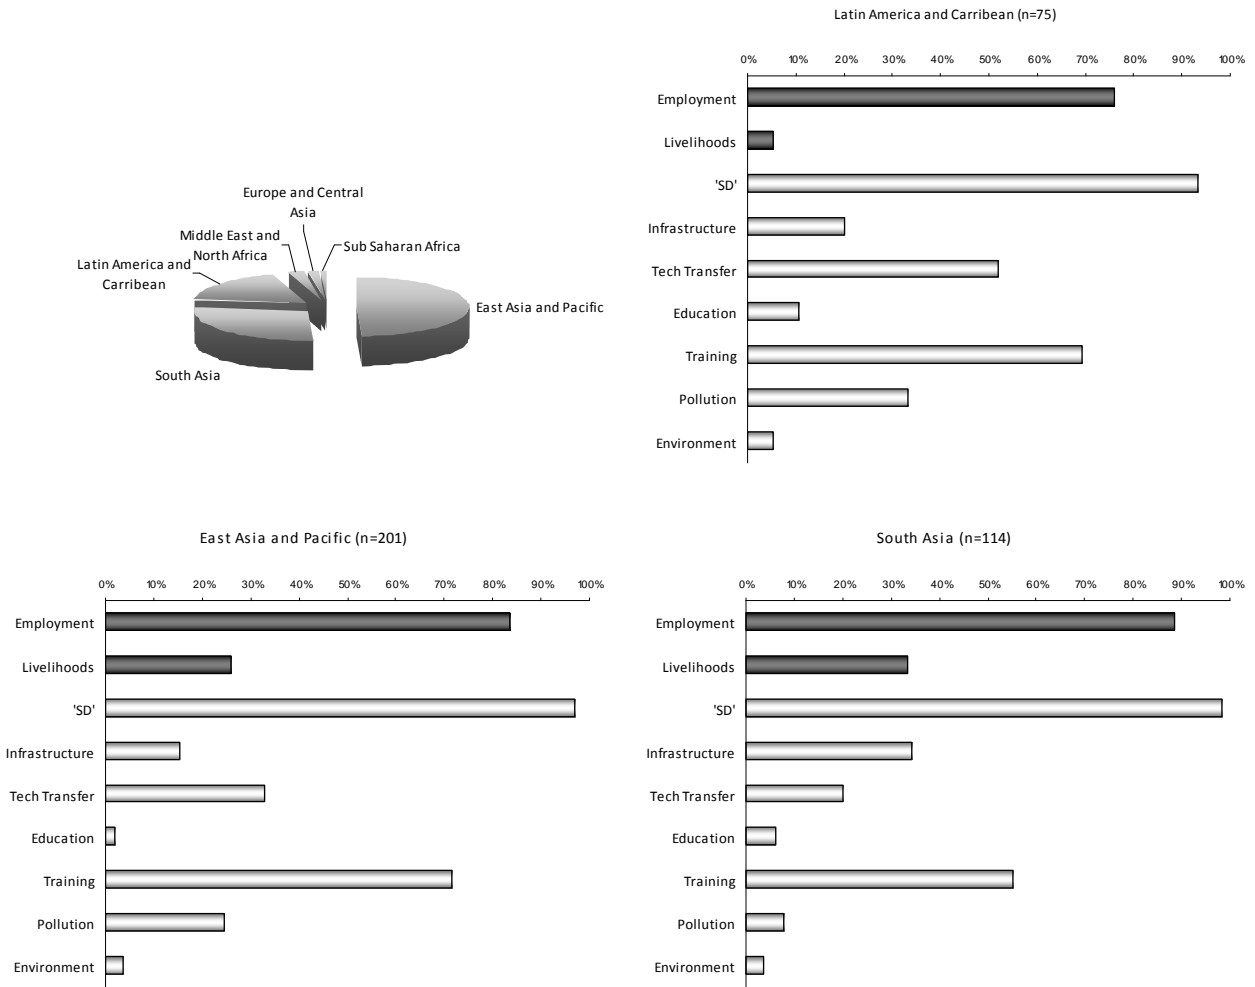 Europe and Central
Asia
Middle East and
North Africa
Sub Saharan Africa
Latin America and
Carribean
East Asia and Pacific
South Asia
Latin America and Carribean (n=75)
0% 10% 20% 30% 40% 50% 60% 70% 80% 90% 100%
Employment
Livelihoods
'SD'
Infrastructure
Tech Transfer
Education
Training
Pollution
Environment
East Asia and Pacific (n=201)
0% 10% 20% 30% 40% 50% 60% 70% 80% 90% 100%
Employment
Livelihoods
'SD'
Infrastructure
Tech Transfer
Education
Training
Pollution
Environment
South Asia (n=114)
0% 10% 20% 30% 40% 50% 60% 70% 80% 90% 100%
Employment
Livelihoods
'SD'
Infrastructure
Tech Transfer
Education
Training
Pollution
Environment